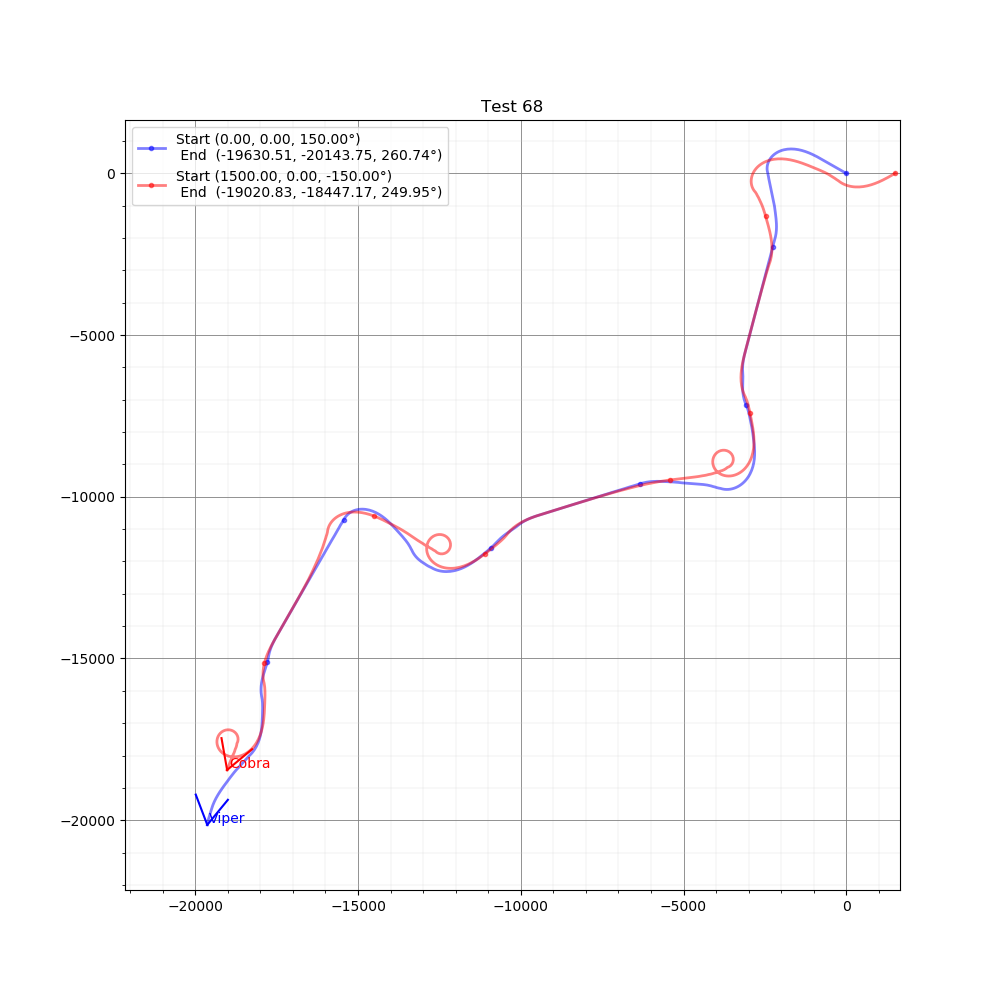 Test 68
Start (0.00, 0.00, 150.00°)
End (-19630.51, -20143.75, 260.74°)
Start (1500.00, 0.00, -150.00°)
End (-19020.83, -18447.17, 249.95°)
0
−5000
−10000
−15000
−20000
Cobra
Viper
−20000 −15000 −10000 −5000 0